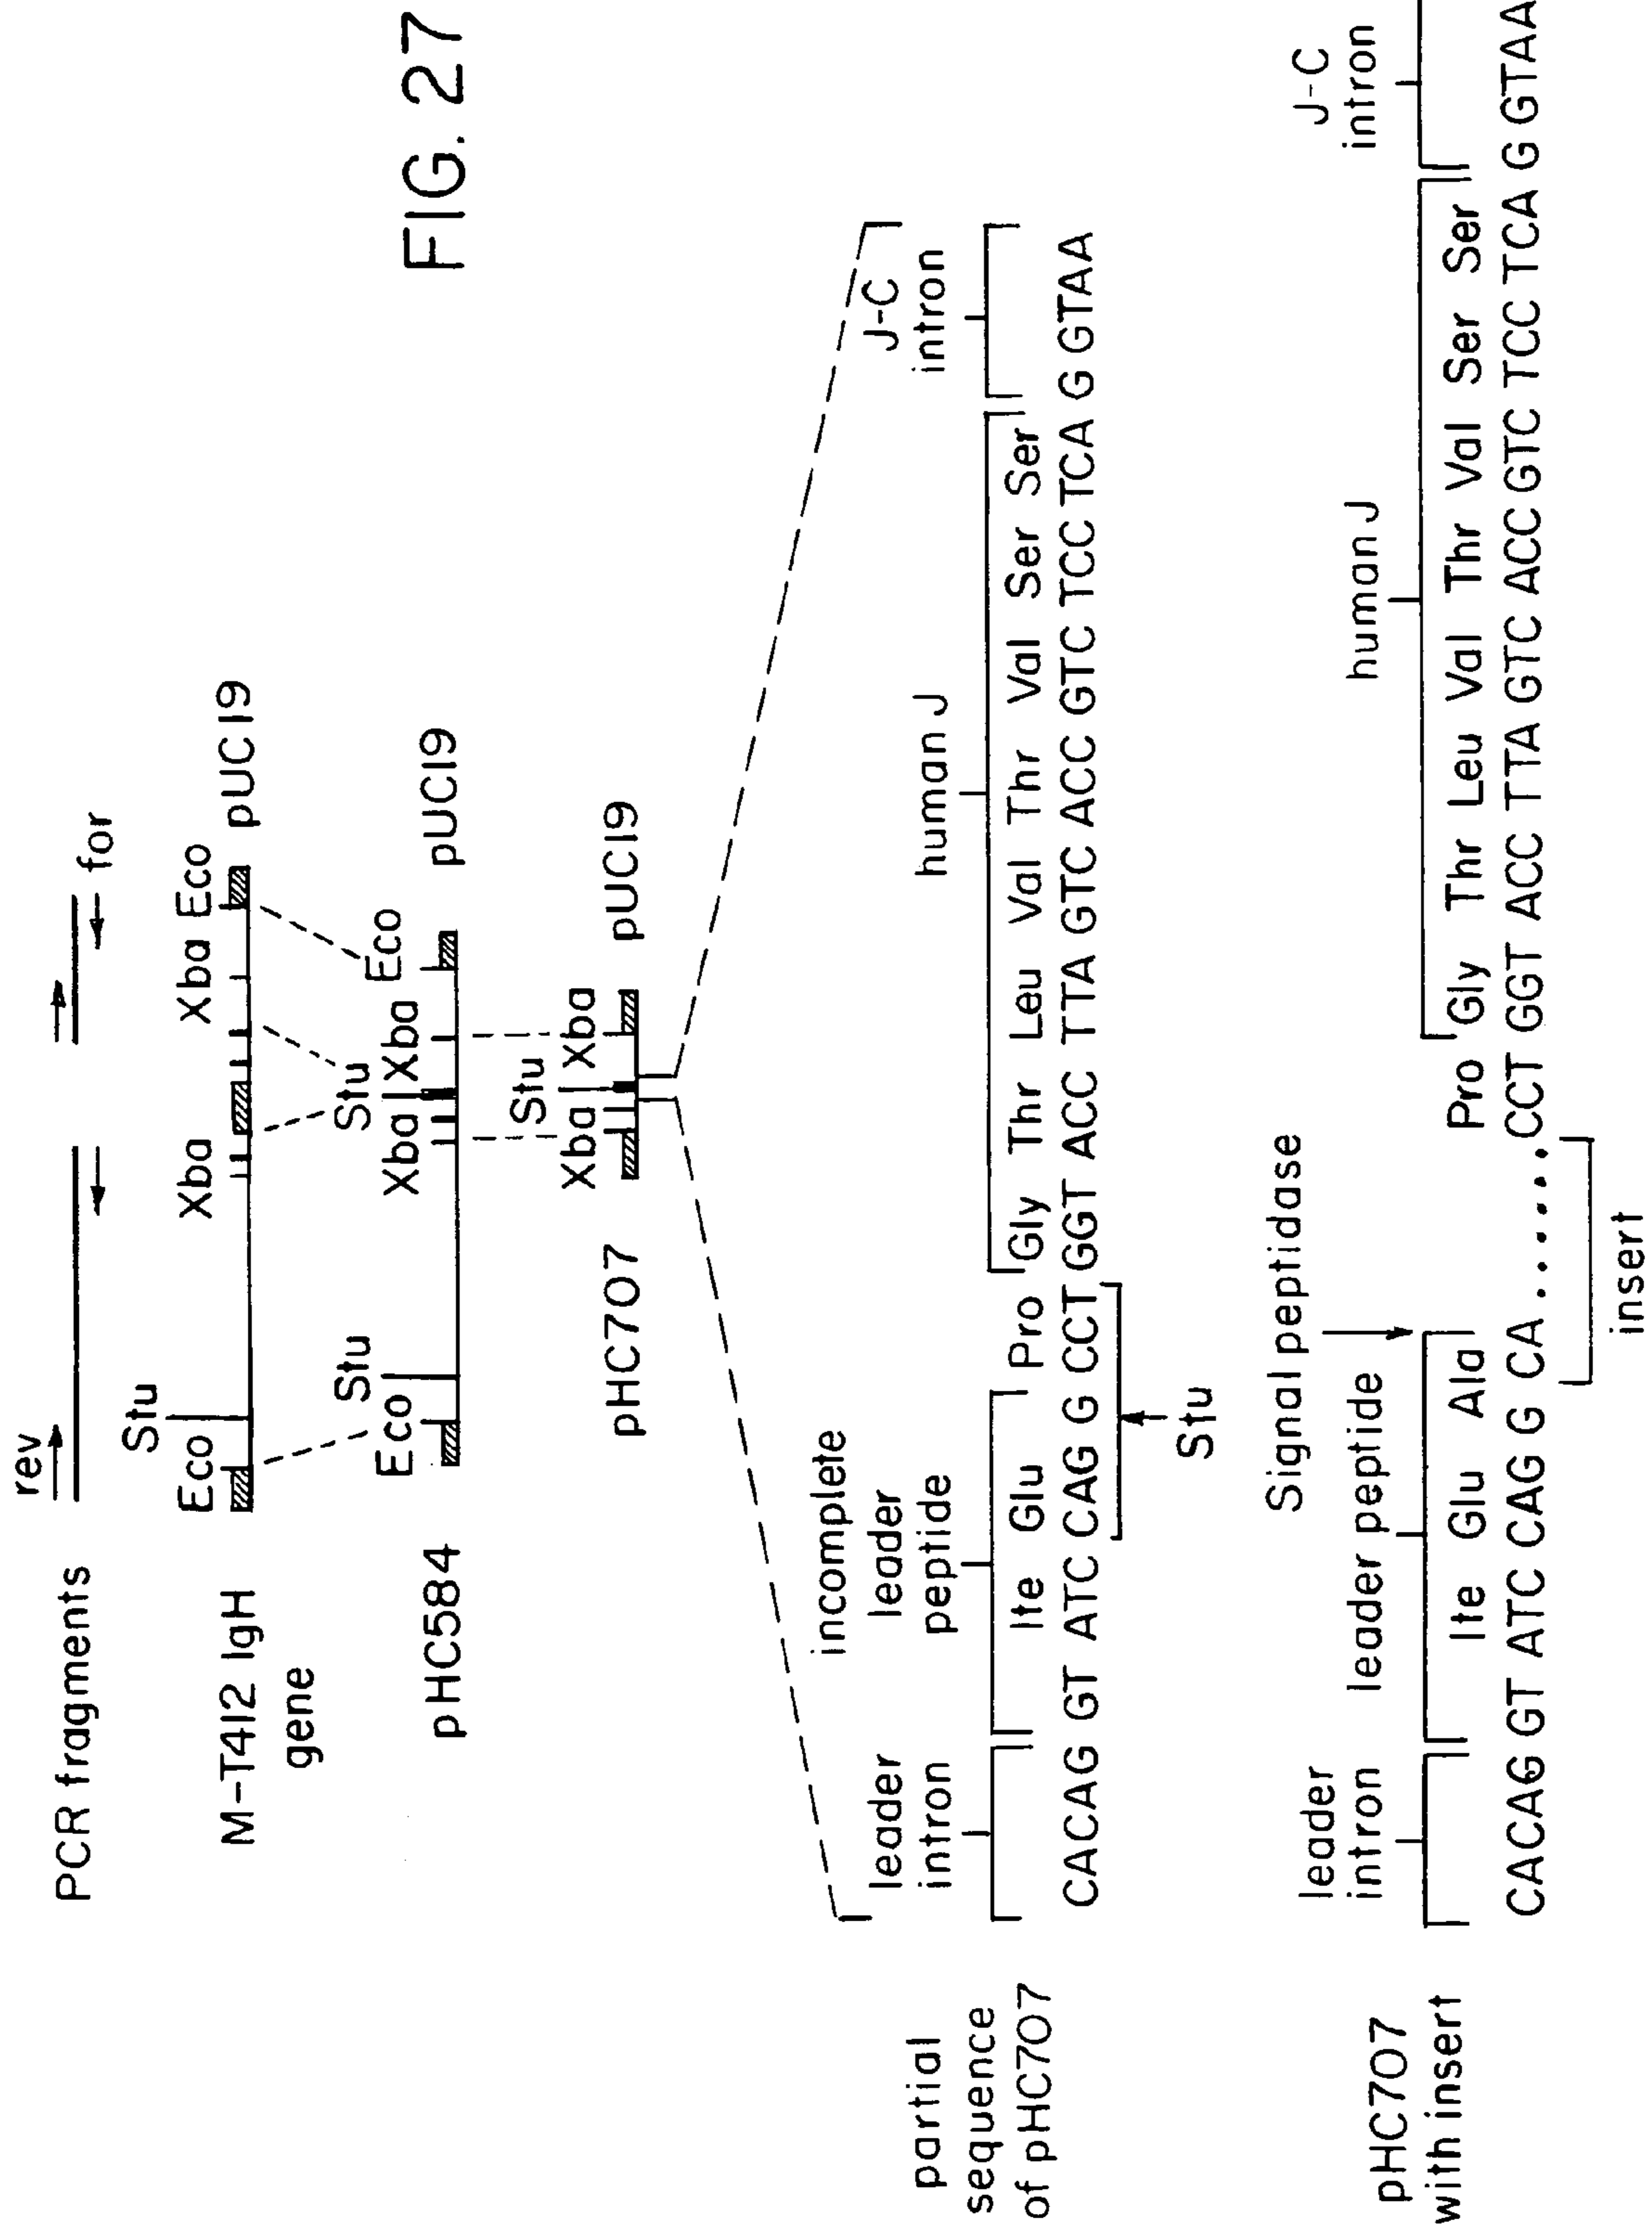 FIG. 27
PCR fragments
rev
for
M-T412 IgH
gene
Eco Stu Xba Xba Eco pUC19
pHC584
Eco Stu Xba Stu Xba Eco pUC19
pHC707
Xba Stu Xba pUC19
partial
sequence
of pHC707
leader
intron
incomplete
leader
peptide
human J
J-C
intron
Ite Glu Pro Gly Thr Leu Val Thr Val Ser Ser
CACAG GT ATC CAG G CCT GGT ACC TTA GTC ACC GTC TCC TCA G GTAA
Stu
pHC707
with insert
leader
intron
leader peptide
Signal peptidase
human J
J-C
intron
Ite Glu Ala Pro Gly Thr Leu Val Thr Val Ser Ser
CACAG GT ATC CAG G CA ...... CCT GGT ACC TTA GTC ACC GTC TCC TCA G GTAA
insert